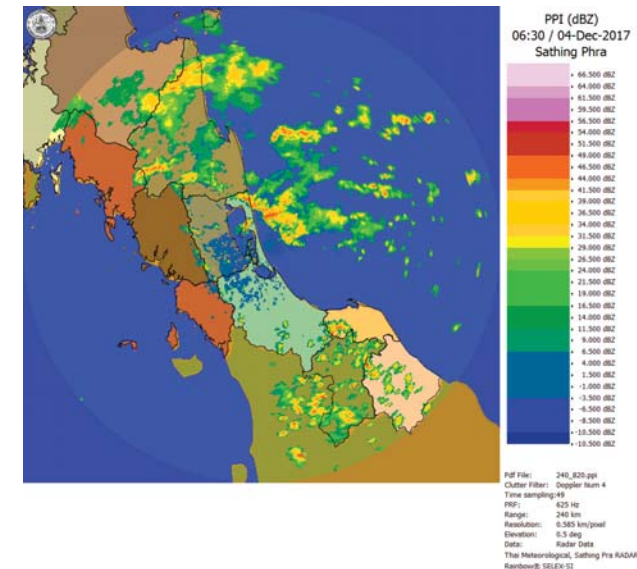 PPI (dBZ)
06:30 / 04-Dec-2017
Sathing Phra
66.500 dBZ
64.000 dBZ
61.500 dBZ
59.500 dBZ
56.500 dBZ
54.000 dBZ
51.500 dBZ
49.000 dBZ
46.500 dBZ
44.000 dBZ
41.500 dBZ
39.000 dBZ
36.500 dBZ
34.000 dBZ
31.500 dBZ
29.000 dBZ
26.500 dBZ
24.000 dBZ
21.500 dBZ
19.000 dBZ
16.500 dBZ
14.000 dBZ
11.500 dBZ
9.000 dBZ
6.500 dBZ
4.000 dBZ
1.500 dBZ
-1.000 dBZ
-3.500 dBZ
-6.500 dBZ
-8.500 dBZ
-10.500 dBZ
Pdf File: 240_820.ppi
Clutter Filter: Doppler Num 4
Time sampling:49
PRF: 625 Hz
Range: 240 km
Resolution: 0.585 km/pixel
Elevation: 0.5 deg
Data: Radar Data
Thai Meteorological, Sathing Pra RADAR
Rainbow® SELEX-SI